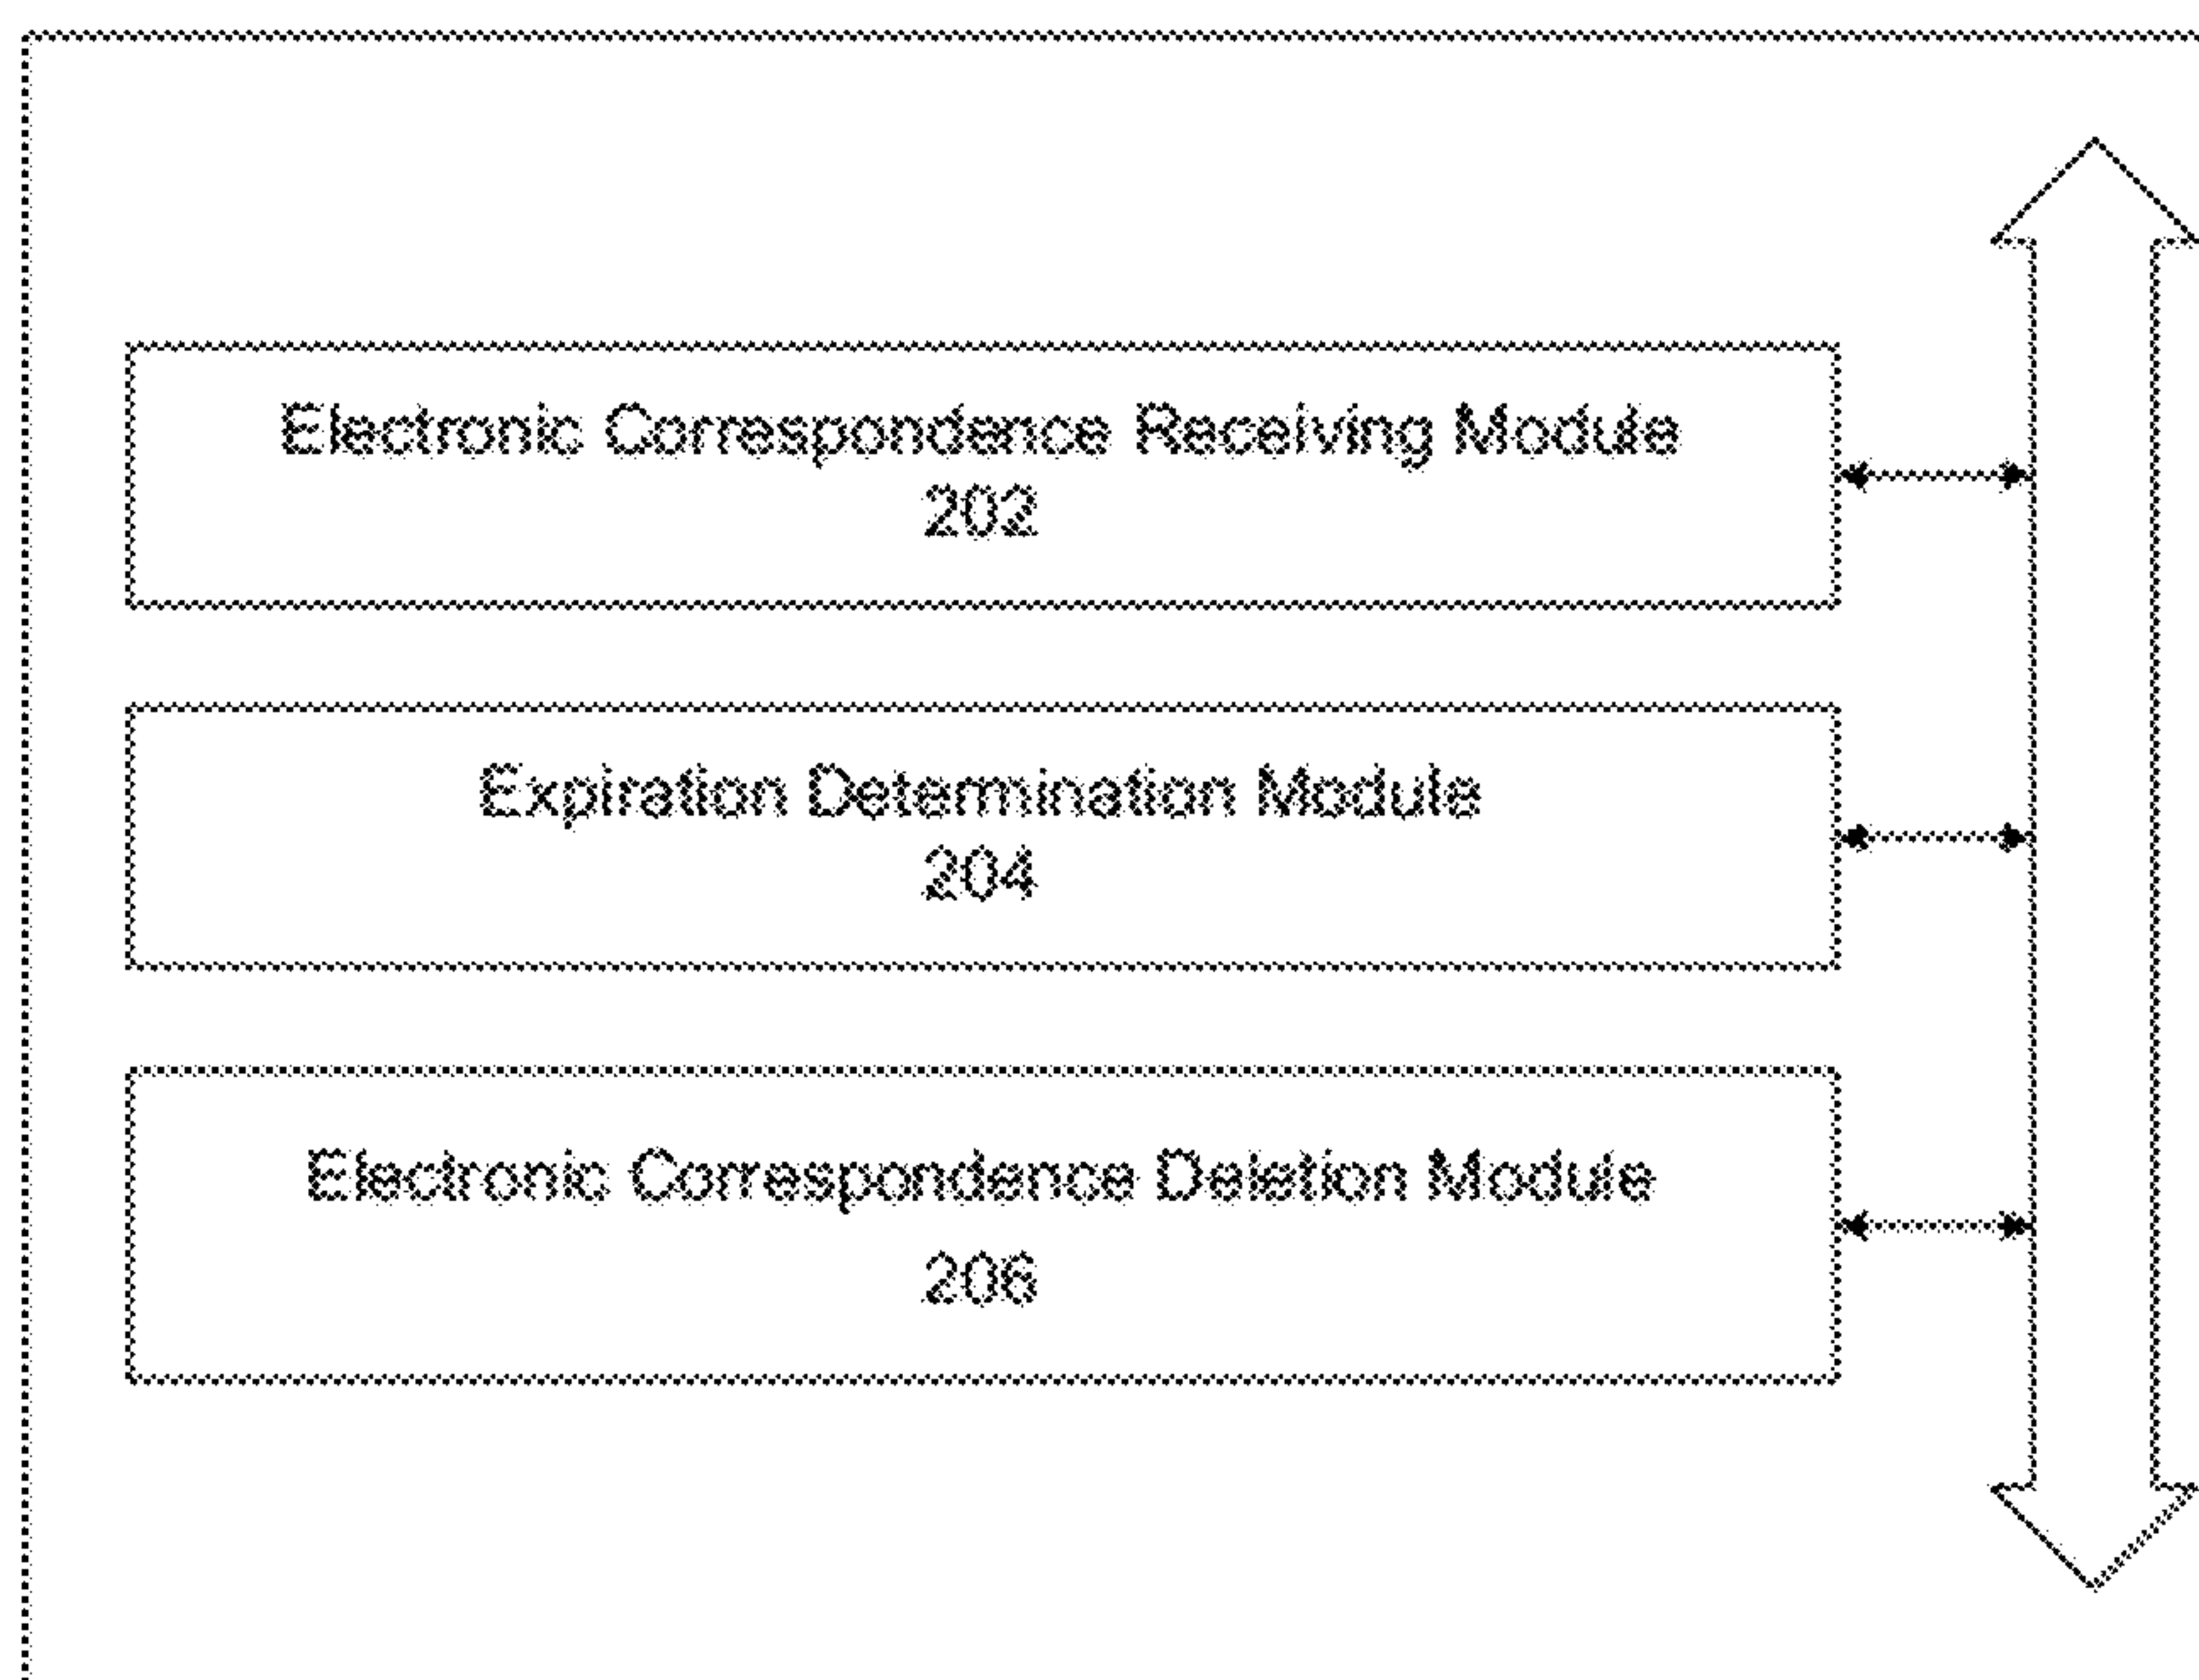 Electronic Correspondence Receiving Module
202
Expiration Determination Module
204
Electronic Correspondence Deletion Module
206